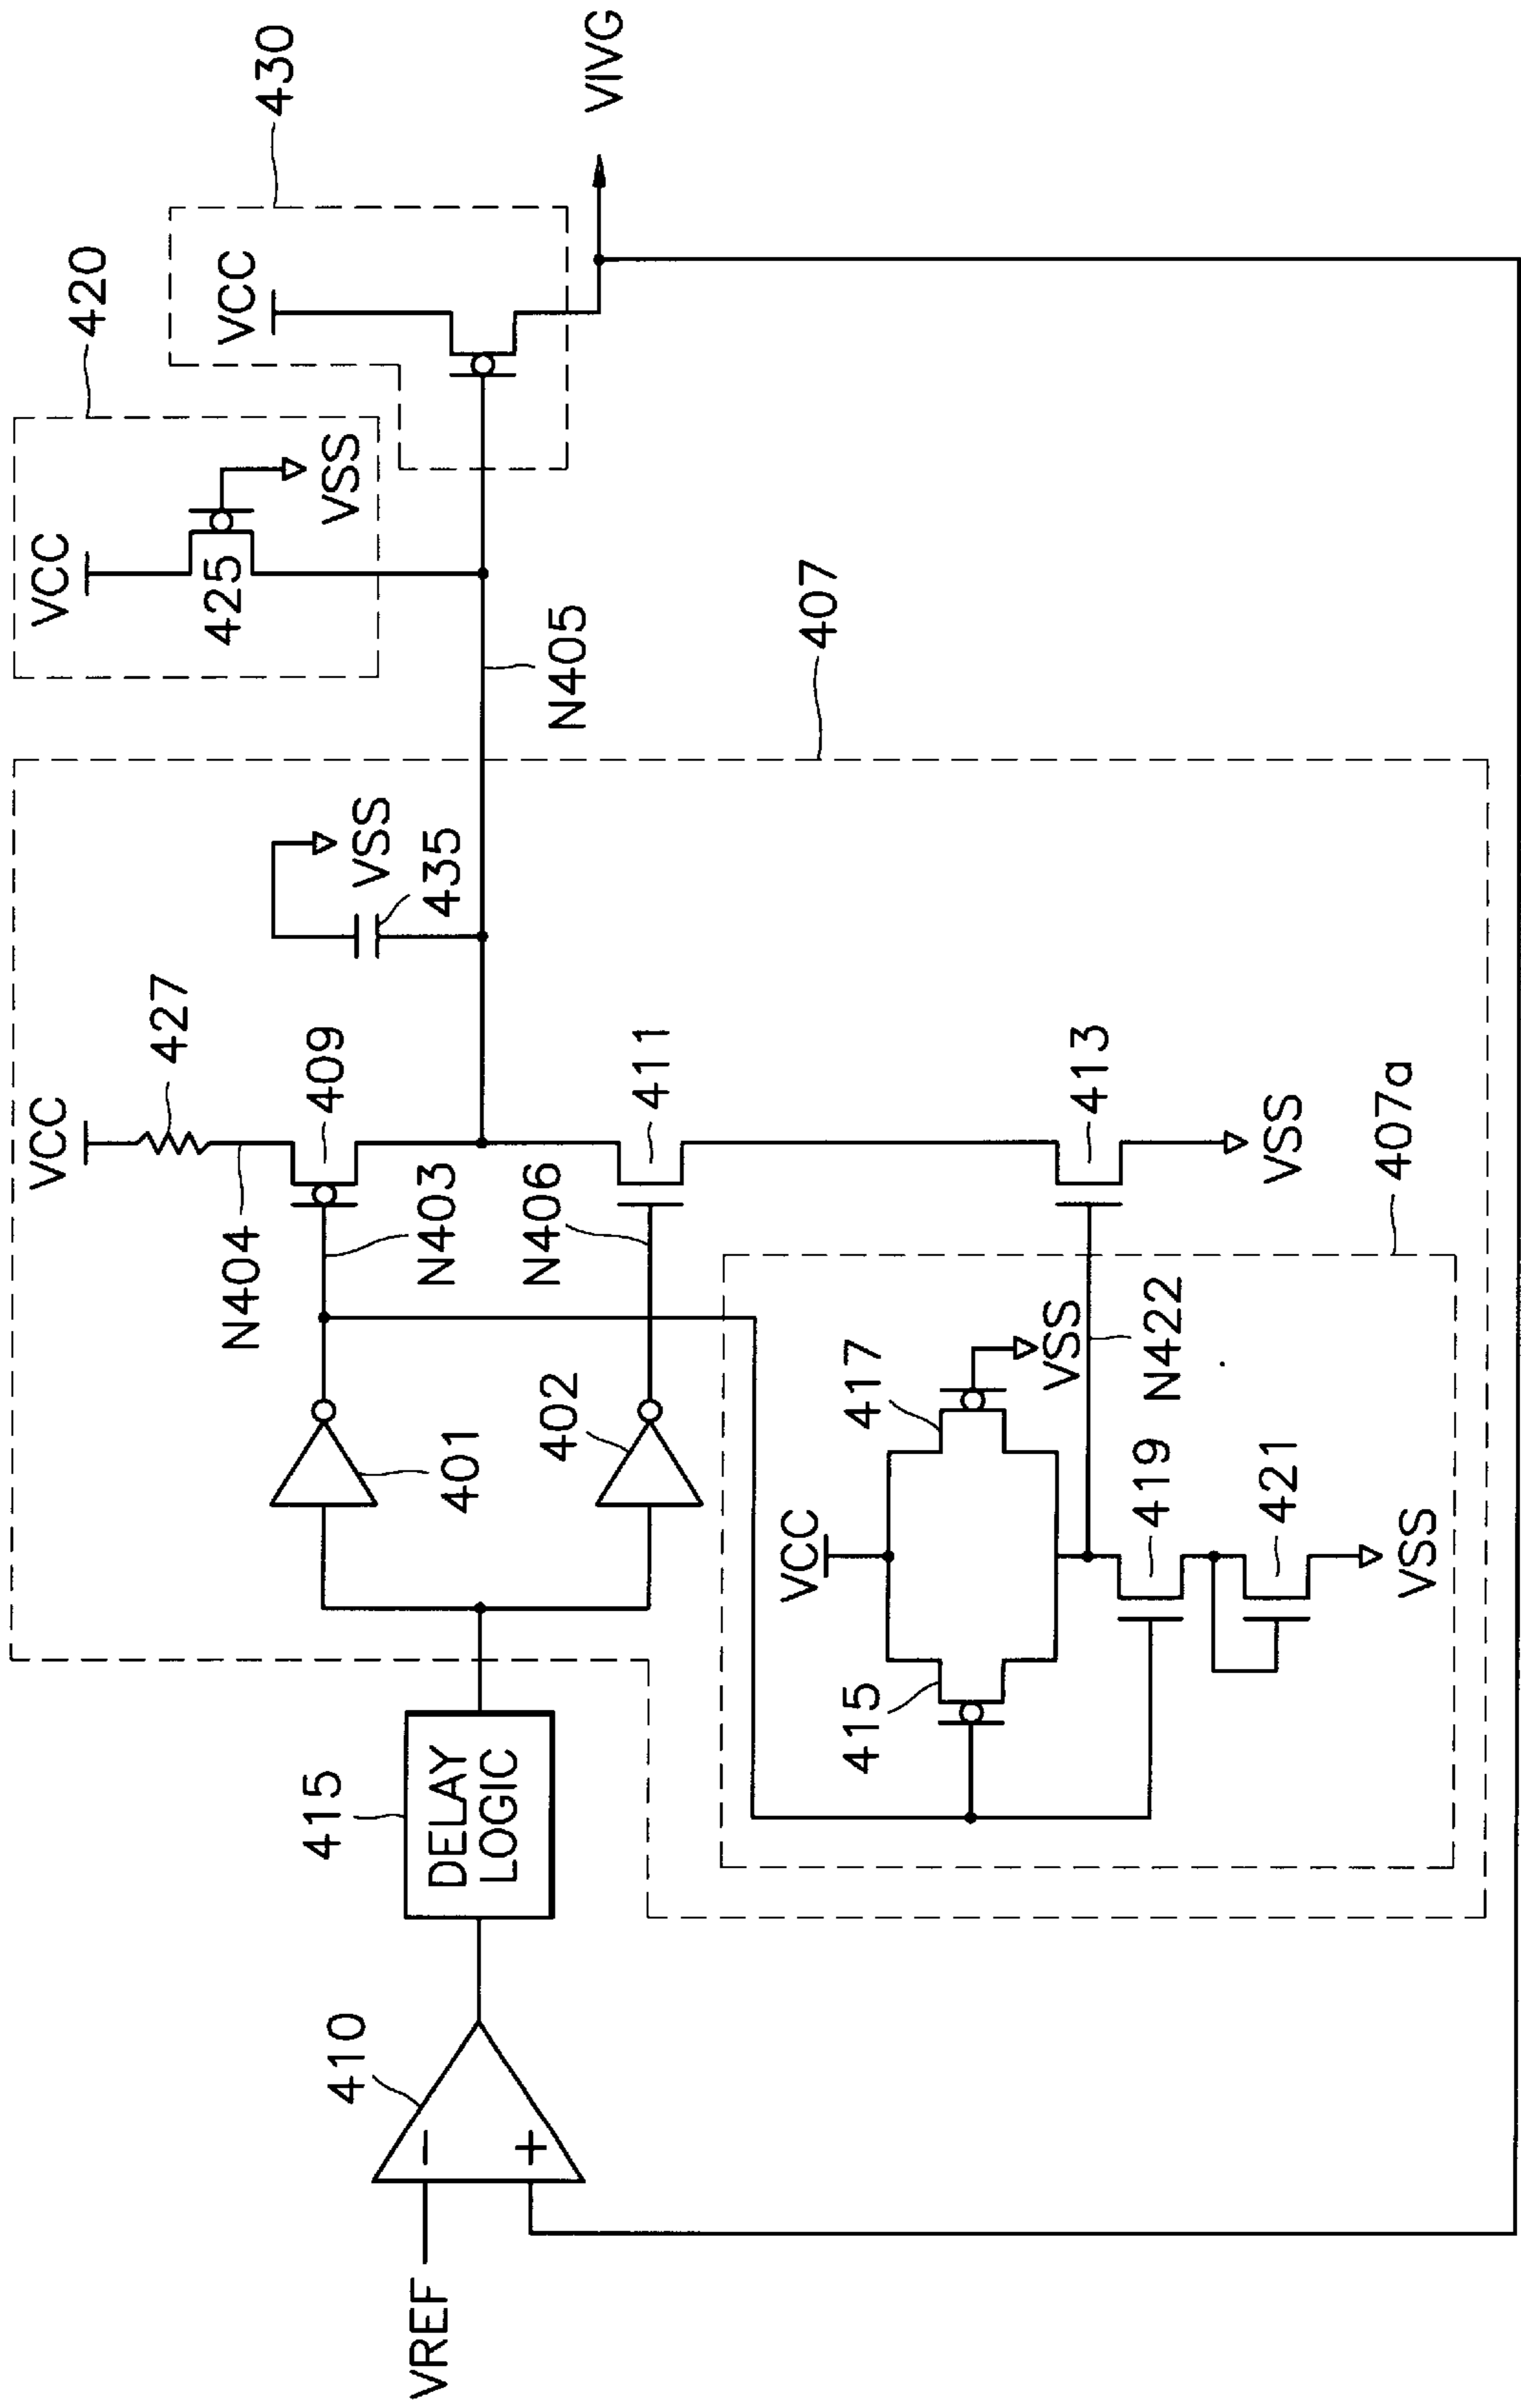 VREF
−
+
410
415
DELAY
LOGIC
401
402
N403
N404
N406
VCC
427
409
411
413
VSS
435
VSS
N405
407
VCC
425
VSS
420
VCC
430
VIVG
VCC
415
417
VSS
419
421
VSS
N422
407a